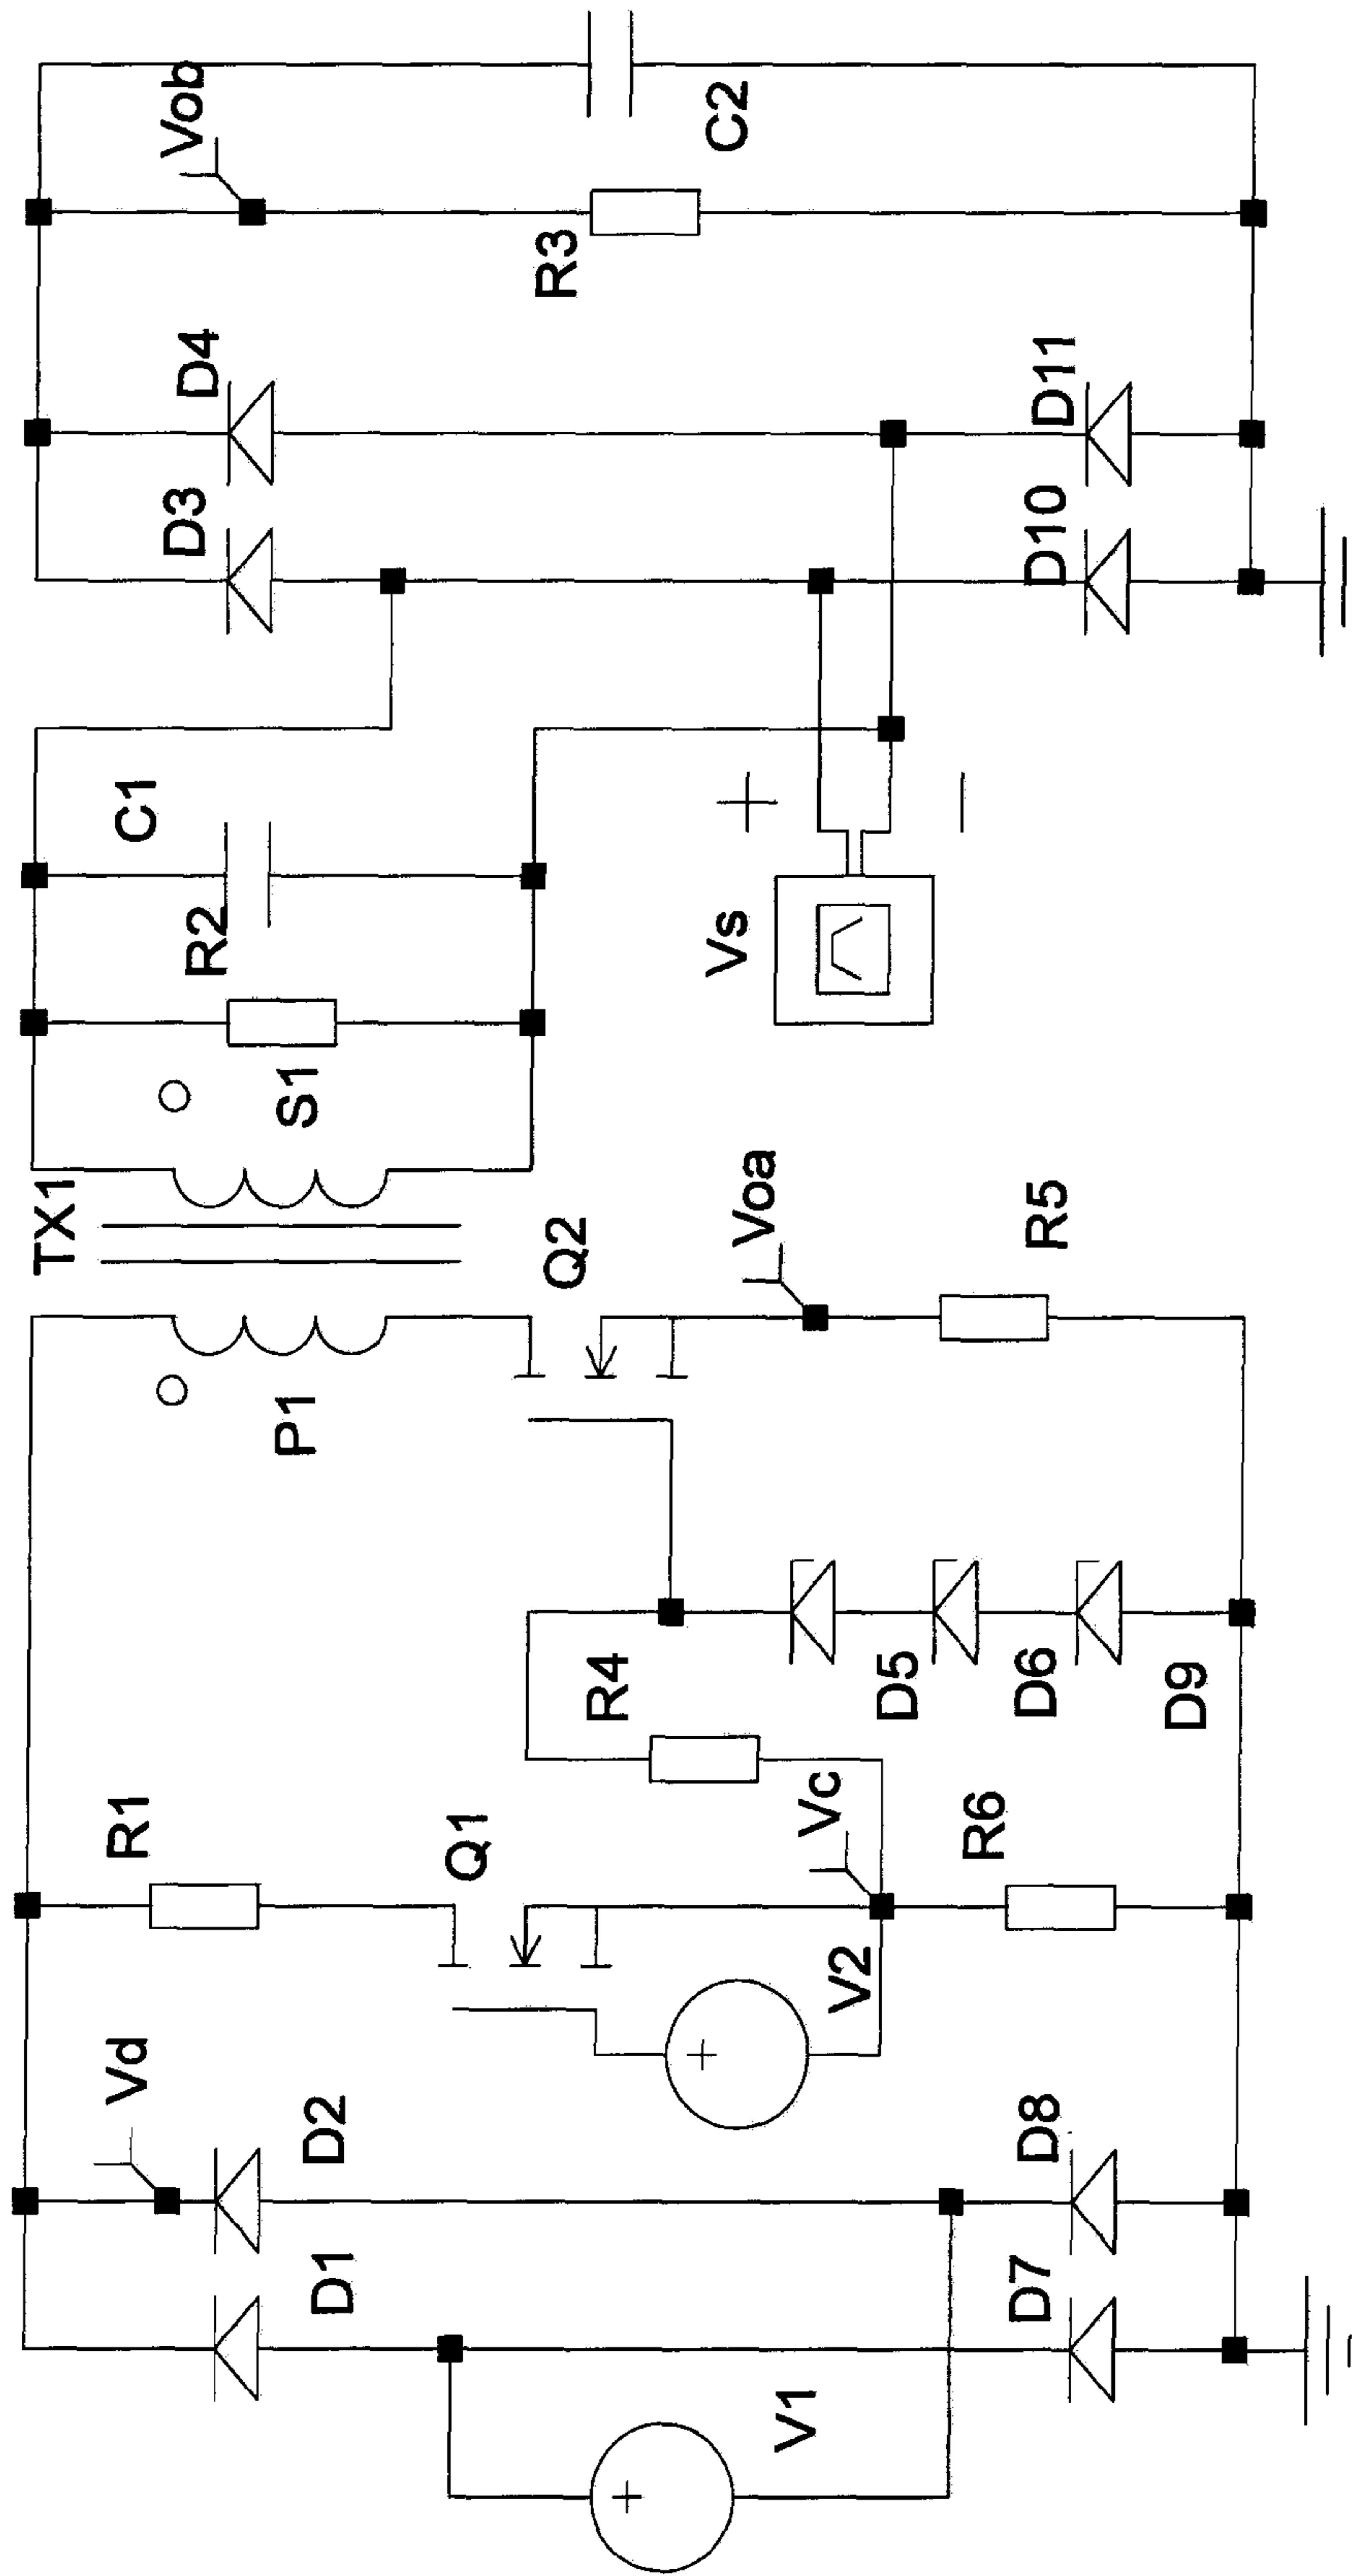 Vob
C2
R3
D4
D3
D11
D10
C1
R2
S1
TX1
Vs
+
−
P1
Q2
Voa
R5
R4
D5
D6
D9
R1
Q1
Vc
R6
V2
+
Vd
D2
D1
D8
D7
V1
+